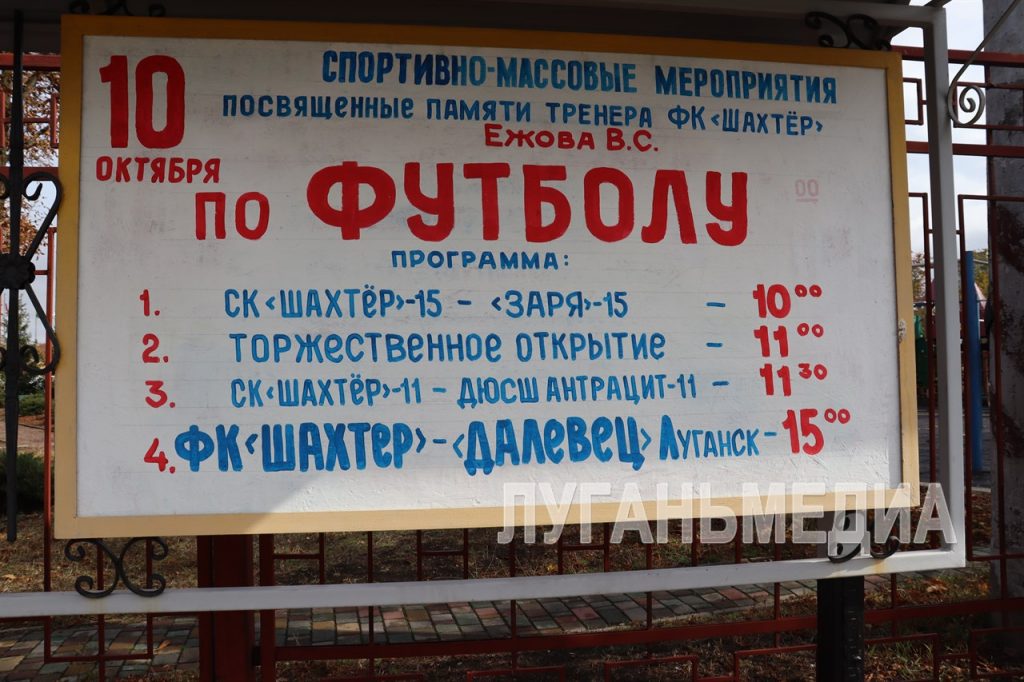 10
ОКТЯБРЯ
СПОРТИВНО-МАССОВЫЕ МЕРОПРИЯТИЯ
ПОСВЯЩЕННЫЕ ПАМЯТИ ТРЕНЕРА ФК «ШАХТЁР»
ЕЖОВА В.С.
ПО ФУТБОЛУ
00
ПРОГРАММА:
1. СК «ШАХТЁР»-15 - «ЗАРЯ»-15 - 10⁰⁰
2. ТОРЖЕСТВЕННОЕ ОТКРЫТИЕ - 11⁰⁰
3. СК «ШАХТЁР»-11 - ДЮСШ АНТРАЦИТ-11 - 11³⁰
4. ФК «ШАХТЕР» - «ДАЛЕВЕЦ» ЛУГАНСК - 15⁰⁰
ЛУГАНЬМЕДИА